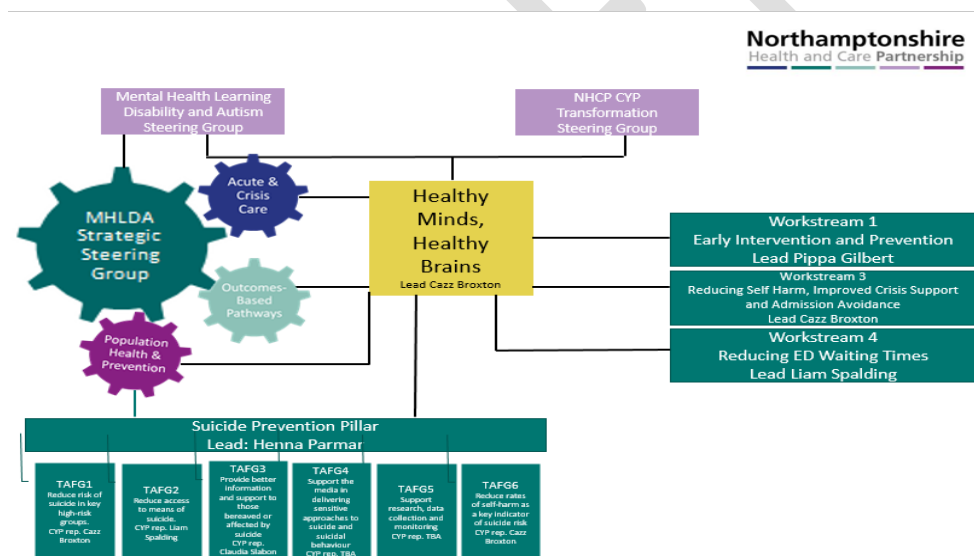 Northamptonshire
Health and Care Partnership
Mental Health Learning
Disability and Autism
Steering Group
NHCP CYP
Transformation
Steering Group
Acute &
Crisis
Care
MHLDA
Strategic
Steering
Group
Outcomes-
Based
Pathways
Population
Health &
Prevention
Healthy
Minds,
Healthy
Brains
Lead Cazz Broxton
Workstream 1
Early Intervention and Prevention
Lead Pippa Gilbert
Workstream 3
Reducing Self Harm, Improved Crisis Support
and Admission Avoidance
Lead Cazz Broxton
Workstream 4
Reducing ED Waiting Times
Lead Liam Spalding
Suicide Prevention Pillar
Lead: Henna Parmar
TAFG1
Reduce risk of
suicide in key
high-risk
groups.
CYP rep. Cazz
Broxton
TAFG2
Reduce access
to means of
suicide.
CYP rep. Liam
Spalding
TAFG3
Provide better
information
and support to
those
bereaved or
affected by
suicide
CYP rep.
Claudia Slabon
TAFG4
Support the
media in
delivering
sensitive
approaches to
suicide and
suicidal
behaviour
CYP rep. TBA
TAFG5
Support
research, data
collection and
monitoring
CYP rep. TBA
TAFG6
Reduce rates
of self-harm as
a key indicator
of suicide risk
CYP rep. Cazz
Broxton